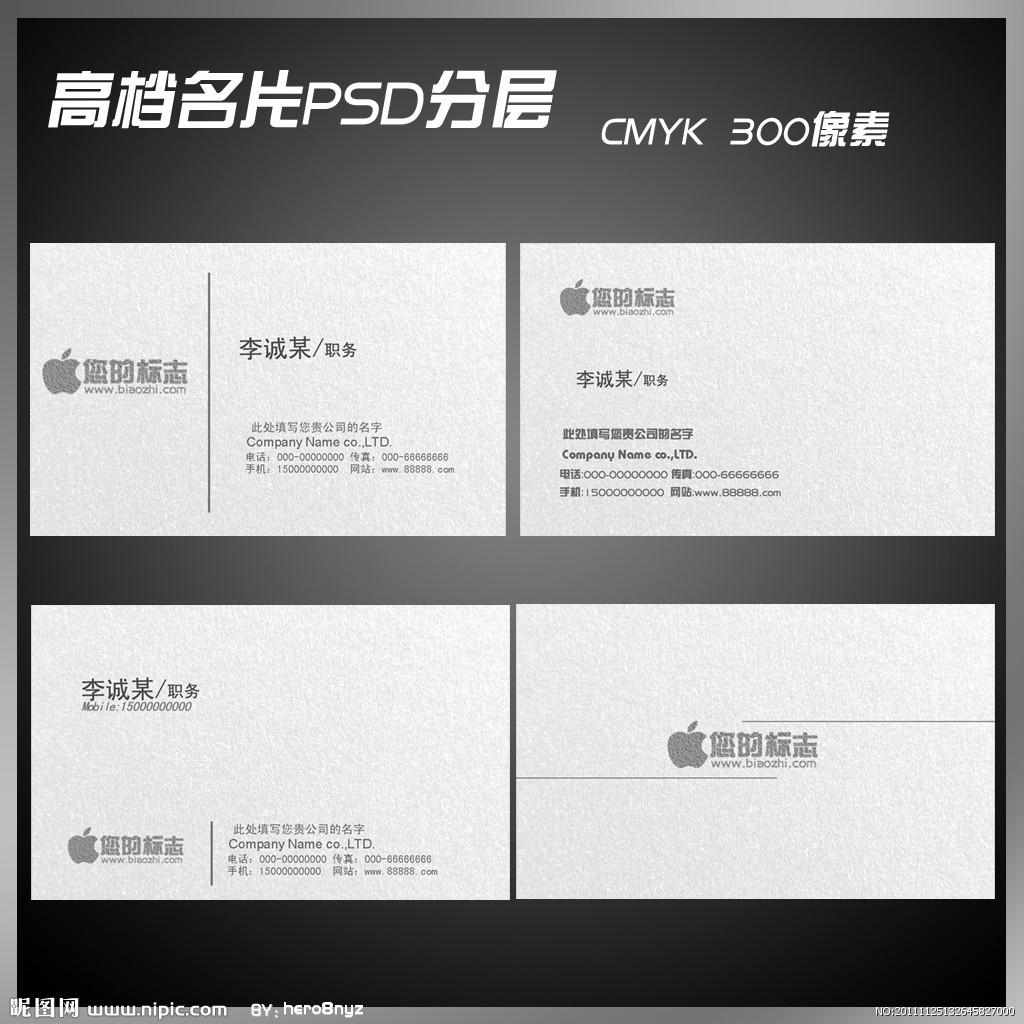 高档名片PSD分层
CMYK 300像素
您的标志
www.biaozhi.com
李诚某/职务
此处填写您贵公司的名字
Company Name co.,LTD.
电话：000-00000000 传真：000-66666666
手机：15000000000 网站：www.88888.com
您的标志
www.biaozhi.com
李诚某/职务
此处填写您贵公司的名字
Company Name co.,LTD.
电话:000-00000000 传真:000-66666666
手机:15000000000 网站:www.88888.com
李诚某/职务
Mobile:15000000000
您的标志
www.biaozhi.com
此处填写您贵公司的名字
Company Name co.,LTD.
电话：000-00000000 传真：000-66666666
手机：15000000000 网站：www.88888.com
您的标志
www.biaozhi.com
昵图网 www.nipic.com BY: hero8nyz
NO:20111125132645827000